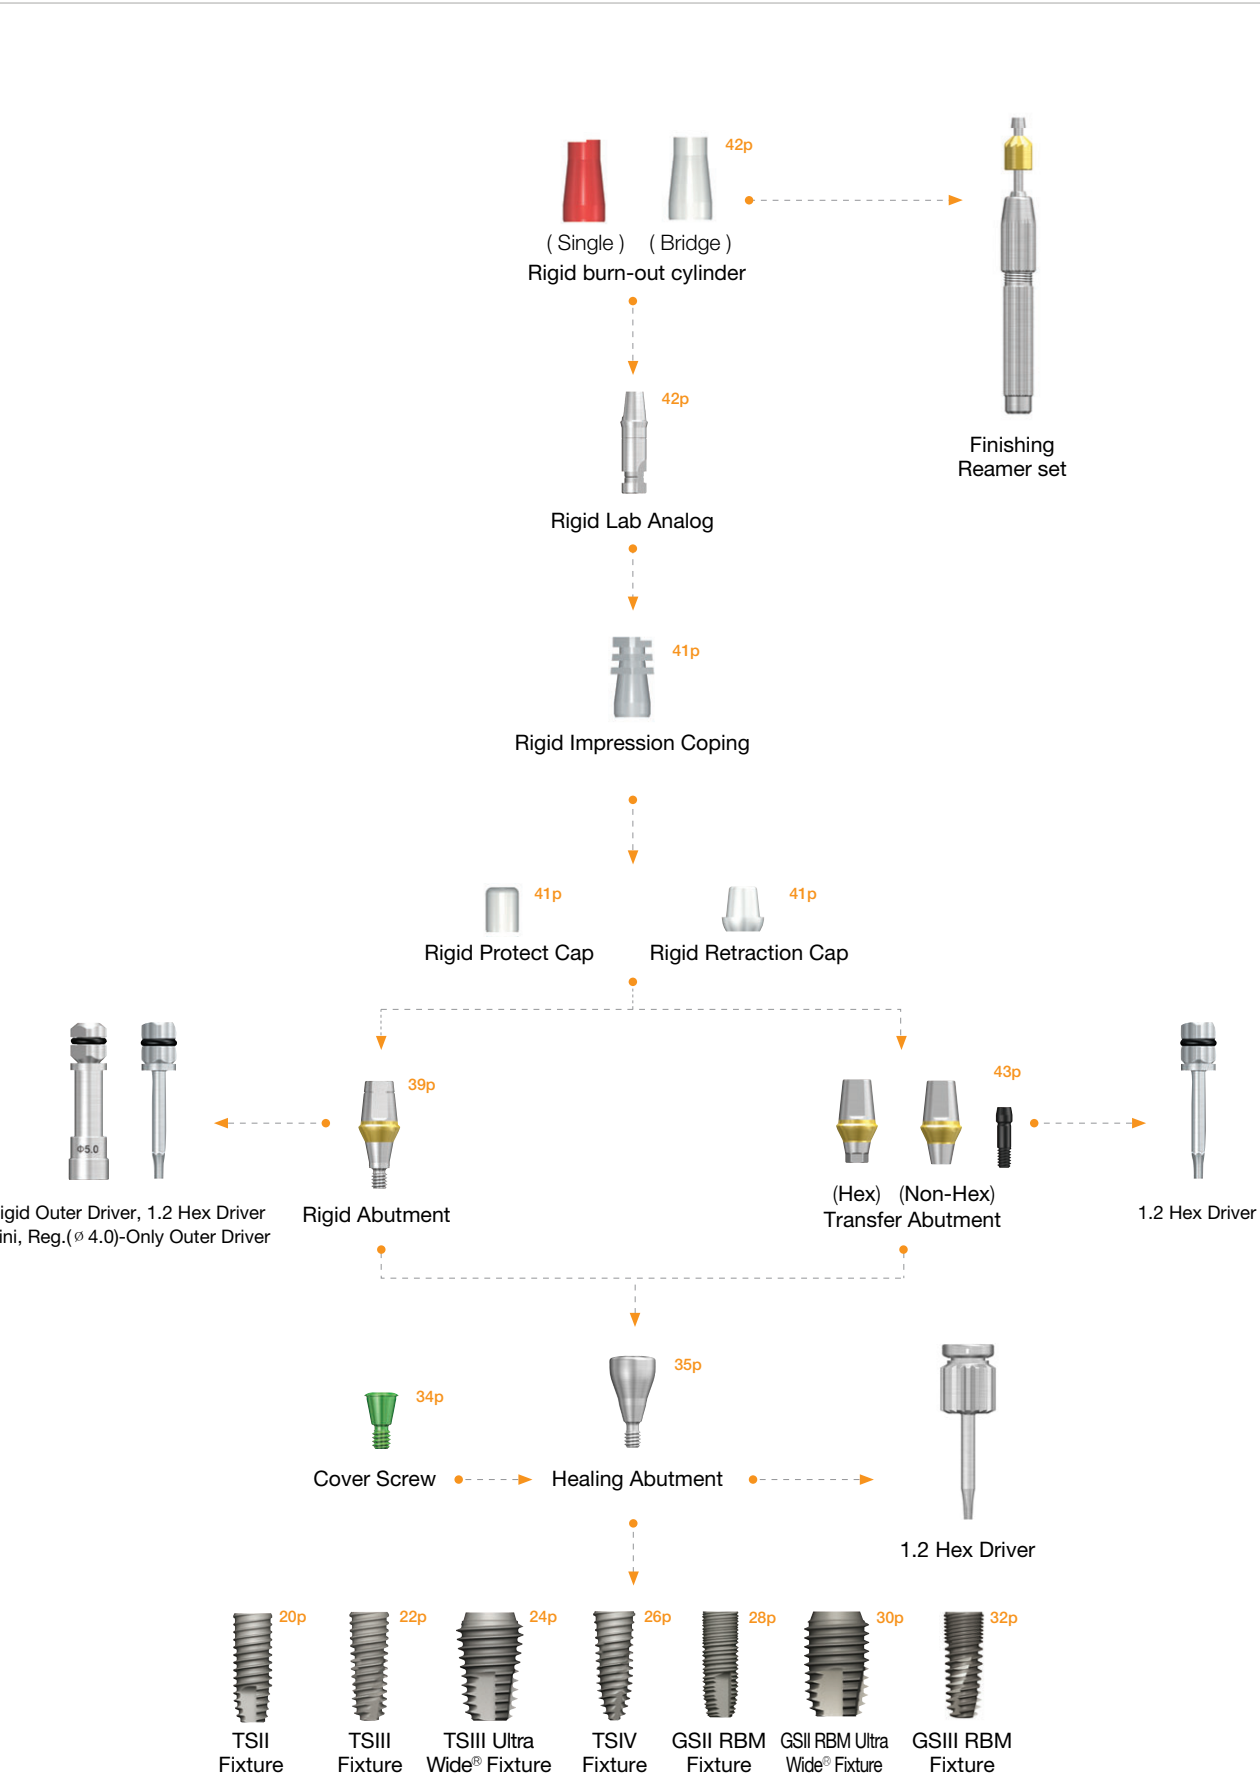 42p
( Single ) ( Bridge )
Rigid burn-out cylinder
42p
Finishing
Reamer set
Rigid Lab Analog
41p
Rigid Impression Coping
41p
41p
Rigid Protect Cap
Rigid Retraction Cap
39p
43p
Φ5.0
igid Outer Driver, 1.2 Hex Driver
ini, Reg.(ø 4.0)-Only Outer Driver
Rigid Abutment
(Hex) (Non-Hex)
Transfer Abutment
1.2 Hex Driver
35p
34p
Cover Screw
Healing Abutment
1.2 Hex Driver
20p
22p
24p
26p
28p
30p
32p
TSII
Fixture
TSIII
Fixture
TSIII Ultra
Wide® Fixture
TSIV
Fixture
GSII RBM
Fixture
GSII RBM Ultra
Wide® Fixture
GSIII RBM
Fixture